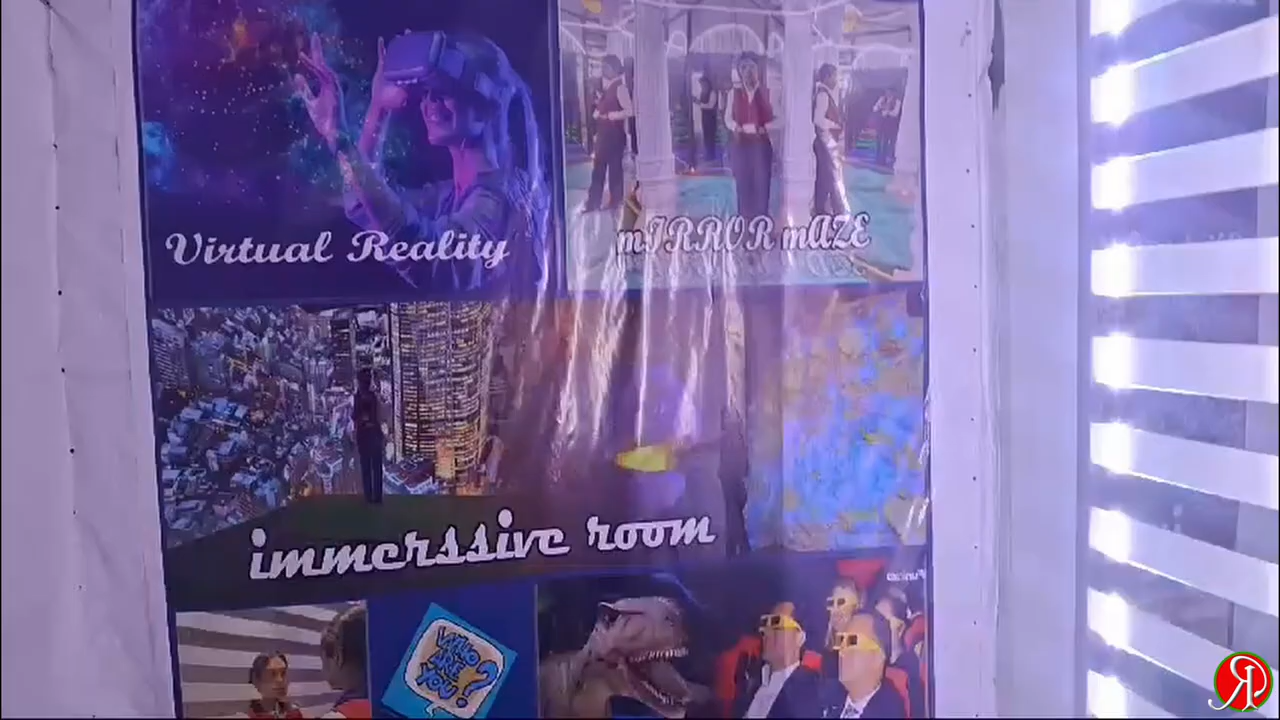 Virtual Reality
mIRROR mAZE
immerssive room
WHO
ARE
YOU?